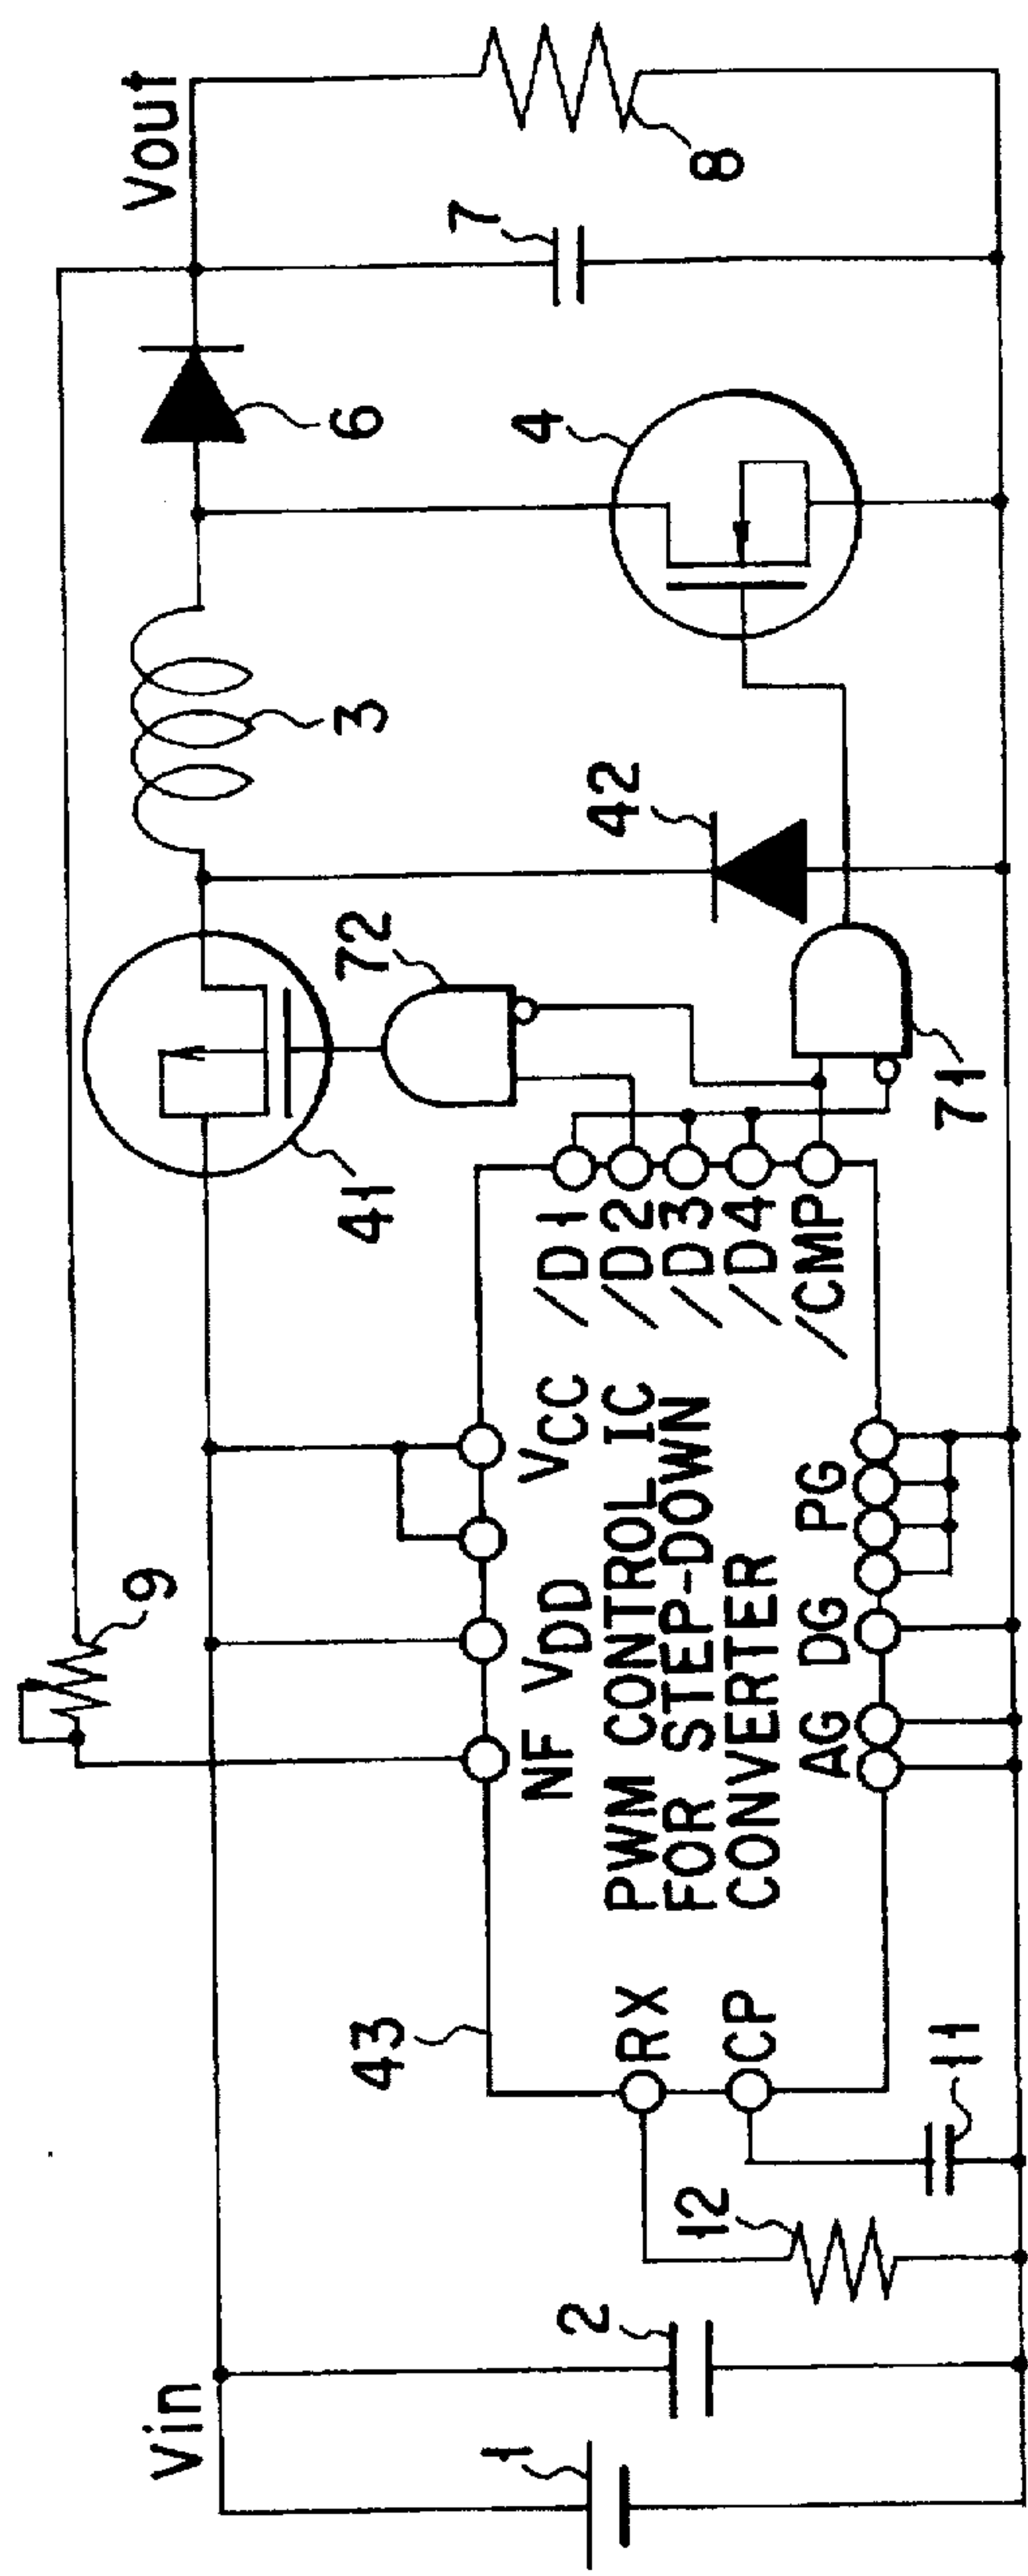 Vin
Vout
1
2
3
4
6
7
8
9
11
12
41
42
43
71
72
NF
VDD
VCC
RX
CP
PWM CONTROL IC
FOR STEP-DOWN
CONVERTER
/D1
/D2
/D3
/D4
/CMP
AG
DG
PG